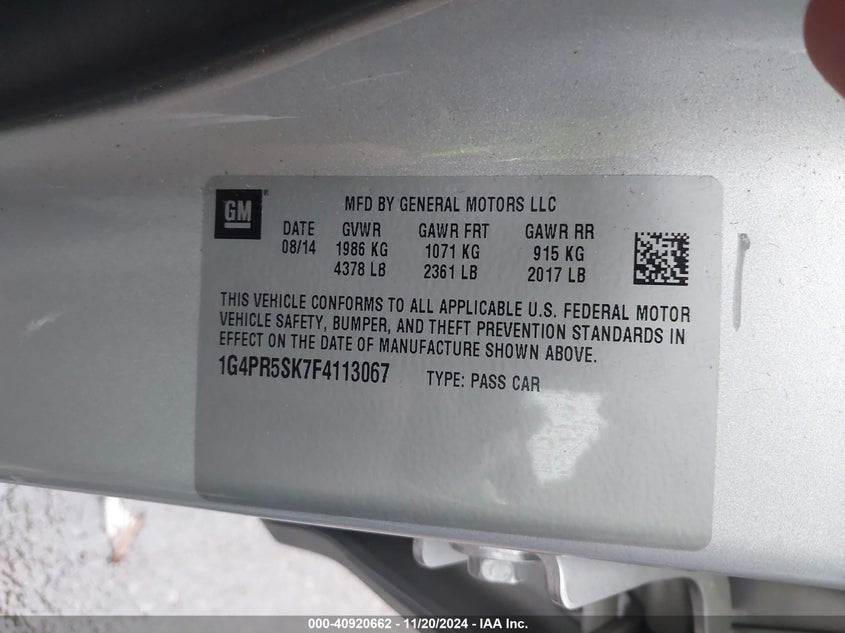 GM
MFD BY GENERAL MOTORS LLC
DATE GVWR GAWR FRT GAWR RR
08/14 1986 KG 1071 KG 915 KG
4378 LB 2361 LB 2017 LB
THIS VEHICLE CONFORMS TO ALL APPLICABLE U.S. FEDERAL MOTOR
VEHICLE SAFETY, BUMPER, AND THEFT PREVENTION STANDARDS IN
EFFECT ON THE DATE OF MANUFACTURE SHOWN ABOVE.
1G4PR5SK7F4113067 TYPE: PASS CAR
000-40920662 - 11/20/2024 - IAA Inc.